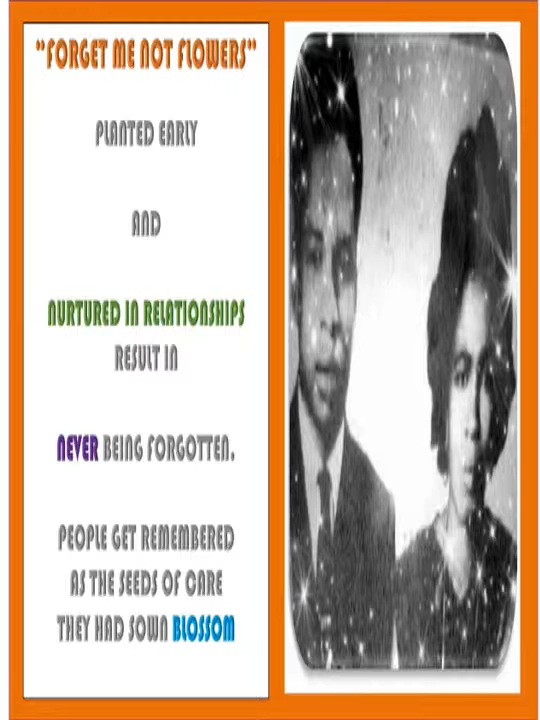 "FORGET ME NOT FLOWERS"
PLANTED EARLY
AND
NURTURED IN RELATIONSHIPS
RESULT IN
NEVER BEING FORGOTTEN.
PEOPLE GET REMEMBERED
AS THE SEEDS OF CARE
THEY HAD SOWN BLOSSOM